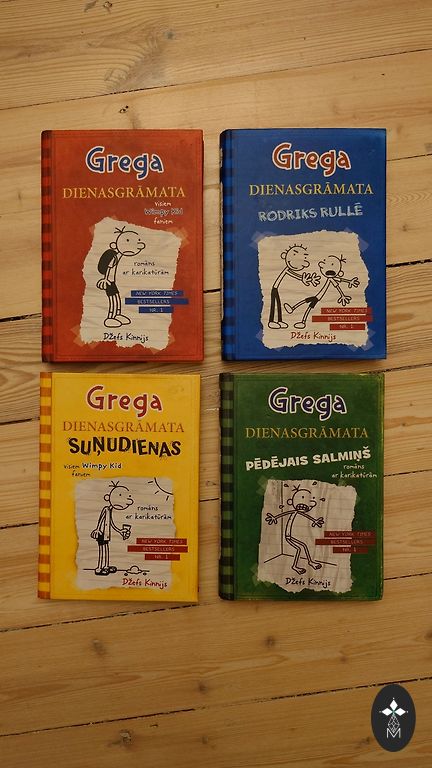 Grega
DIENASGRĀMATA
visiem
Wimpy Kid
faniem
romāns
ar karikatūrām
NEW YORK TIMES
BESTSELLERS
NR. 1
Džefs Kinnijs
Grega
DIENASGRĀMATA
RODRIKS RULLĒ
NEW YORK TIMES
BESTSELLERS
NR. 1
Džefs Kinnijs
Grega
DIENASGRĀMATA
SUŅUDIENAS
visiem Wimpy Kid
faniem
romāns
ar karikatūrām
NEW YORK TIMES
BESTSELLERS
NR. 1
Džefs Kinnijs
Grega
DIENASGRĀMATA
PĒDĒJAIS SALMIŅŠ
romāns
ar karikatūrām
NEW YORK TIMES
BESTSELLERS
NR. 1
Džefs Kinnijs
M